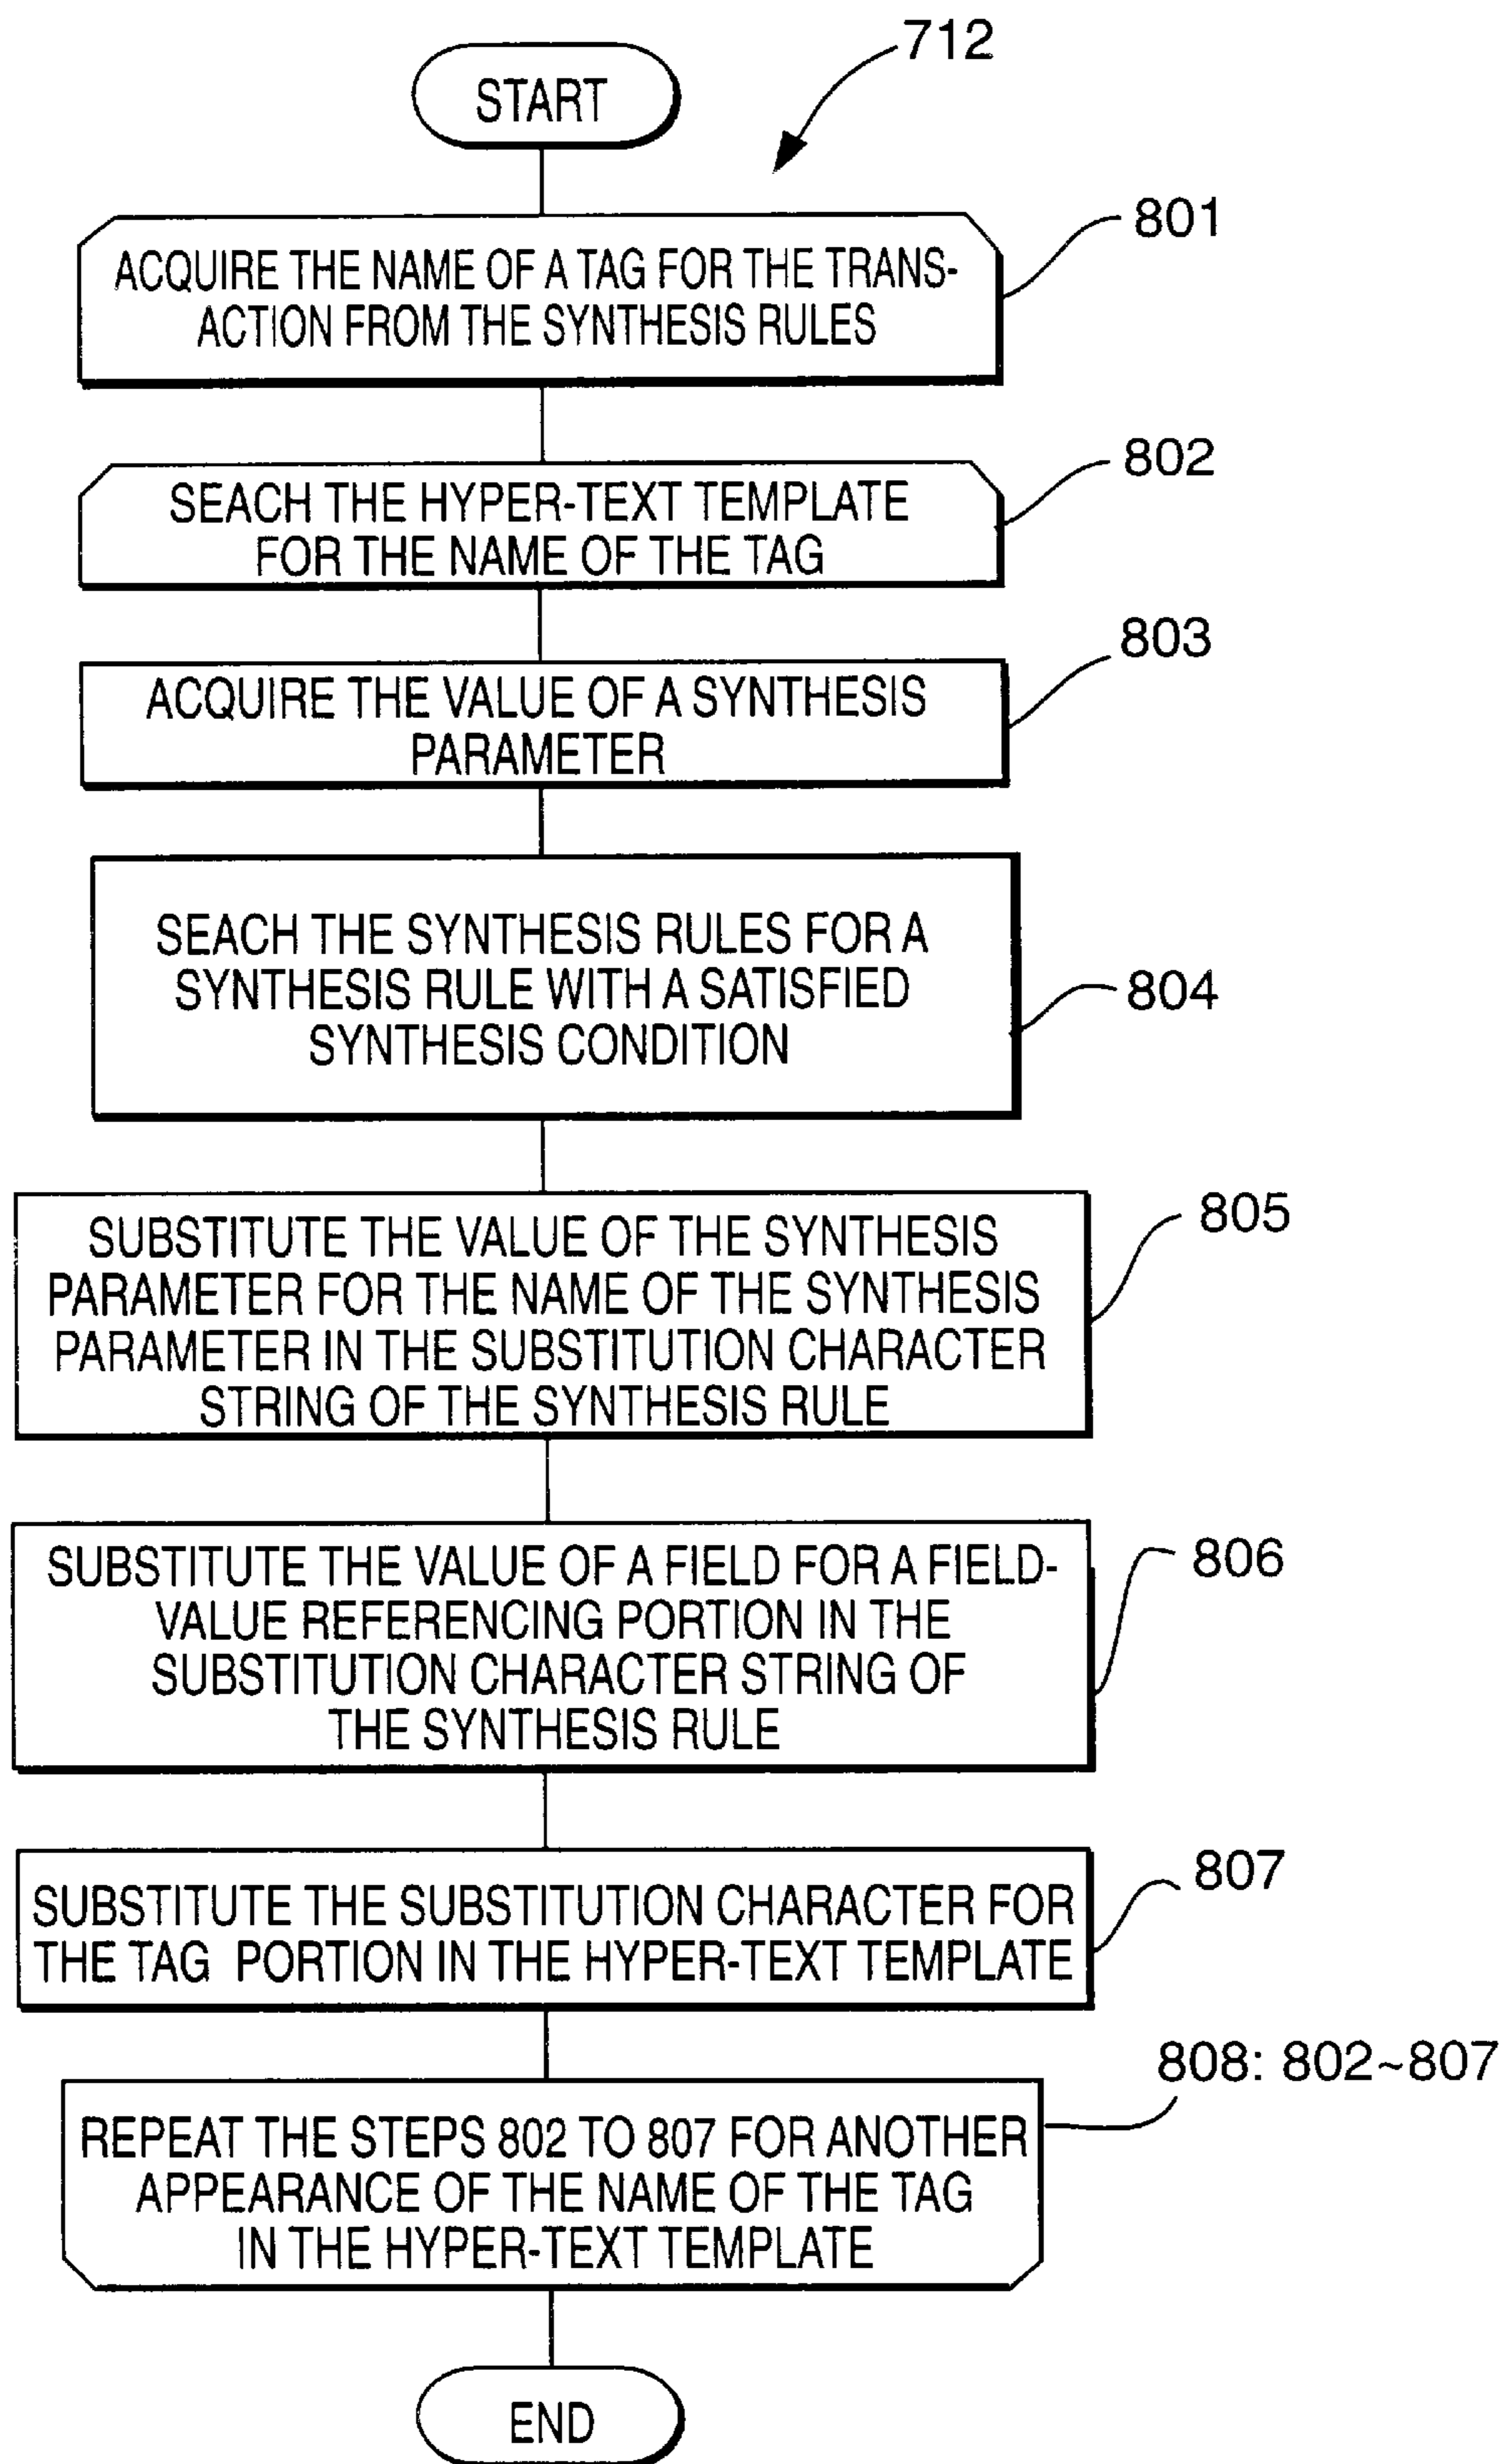 712
START
801
ACQUIRE THE NAME OF A TAG FOR THE TRANS-
ACTION FROM THE SYNTHESIS RULES
802
SEACH THE HYPER-TEXT TEMPLATE
FOR THE NAME OF THE TAG
803
ACQUIRE THE VALUE OF A SYNTHESIS
PARAMETER
804
SEACH THE SYNTHESIS RULES FOR A
SYNTHESIS RULE WITH A SATISFIED
SYNTHESIS CONDITION
805
SUBSTITUTE THE VALUE OF THE SYNTHESIS
PARAMETER FOR THE NAME OF THE SYNTHESIS
PARAMETER IN THE SUBSTITUTION CHARACTER
STRING OF THE SYNTHESIS RULE
806
SUBSTITUTE THE VALUE OF A FIELD FOR A FIELD-
VALUE REFERENCING PORTION IN THE
SUBSTITUTION CHARACTER STRING OF
THE SYNTHESIS RULE
807
SUBSTITUTE THE SUBSTITUTION CHARACTER FOR
THE TAG PORTION IN THE HYPER-TEXT TEMPLATE
808: 802~807
REPEAT THE STEPS 802 TO 807 FOR ANOTHER
APPEARANCE OF THE NAME OF THE TAG
IN THE HYPER-TEXT TEMPLATE
END